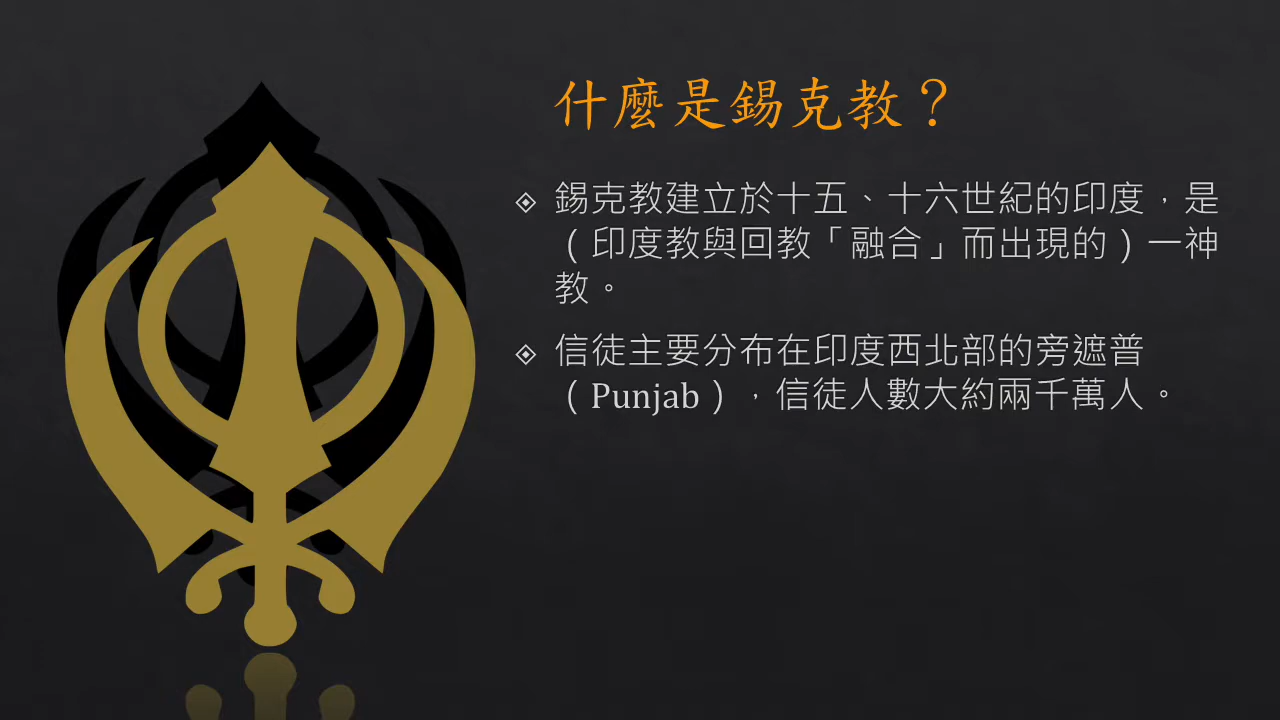 什麼是錫克教？
錫克教建立於十五、十六世紀的印度，是
（印度教與回教「融合」而出現的）一神
教。
信徒主要分布在印度西北部的旁遮普
（Punjab），信徒人數大約兩千萬人。